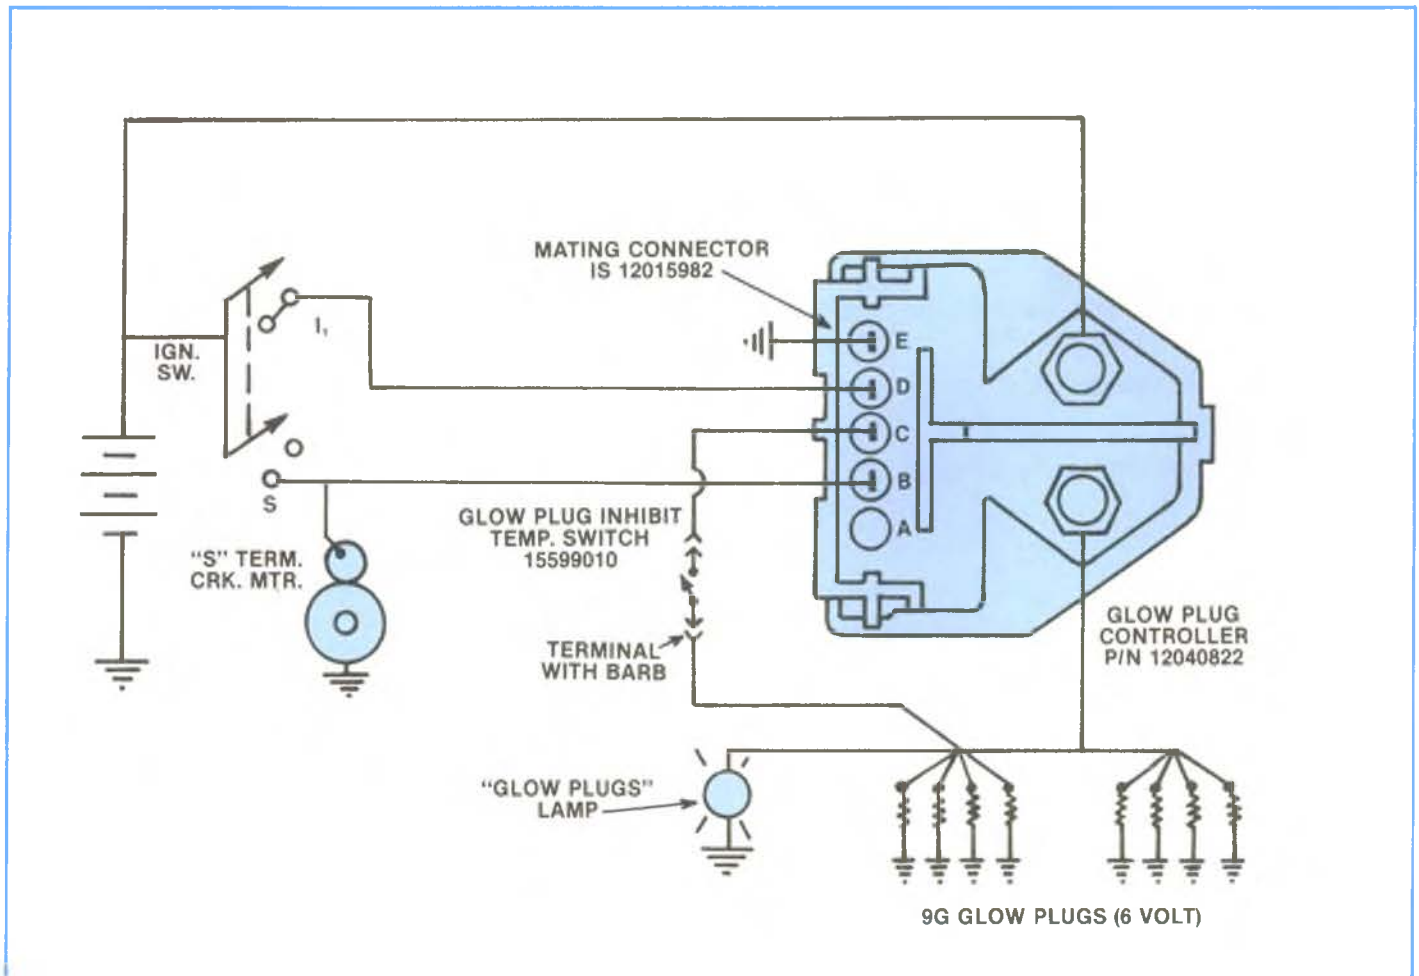 MATING CONNECTOR
IS 12015982
IGN.
SW.
I₁
S
"S" TERM.
CRK. MTR.
GLOW PLUG INHIBIT
TEMP. SWITCH
15599010
TERMINAL
WITH BARB
E
D
C
B
A
GLOW PLUG
CONTROLLER
P/N 12040822
"GLOW PLUGS"
LAMP
9G GLOW PLUGS (6 VOLT)